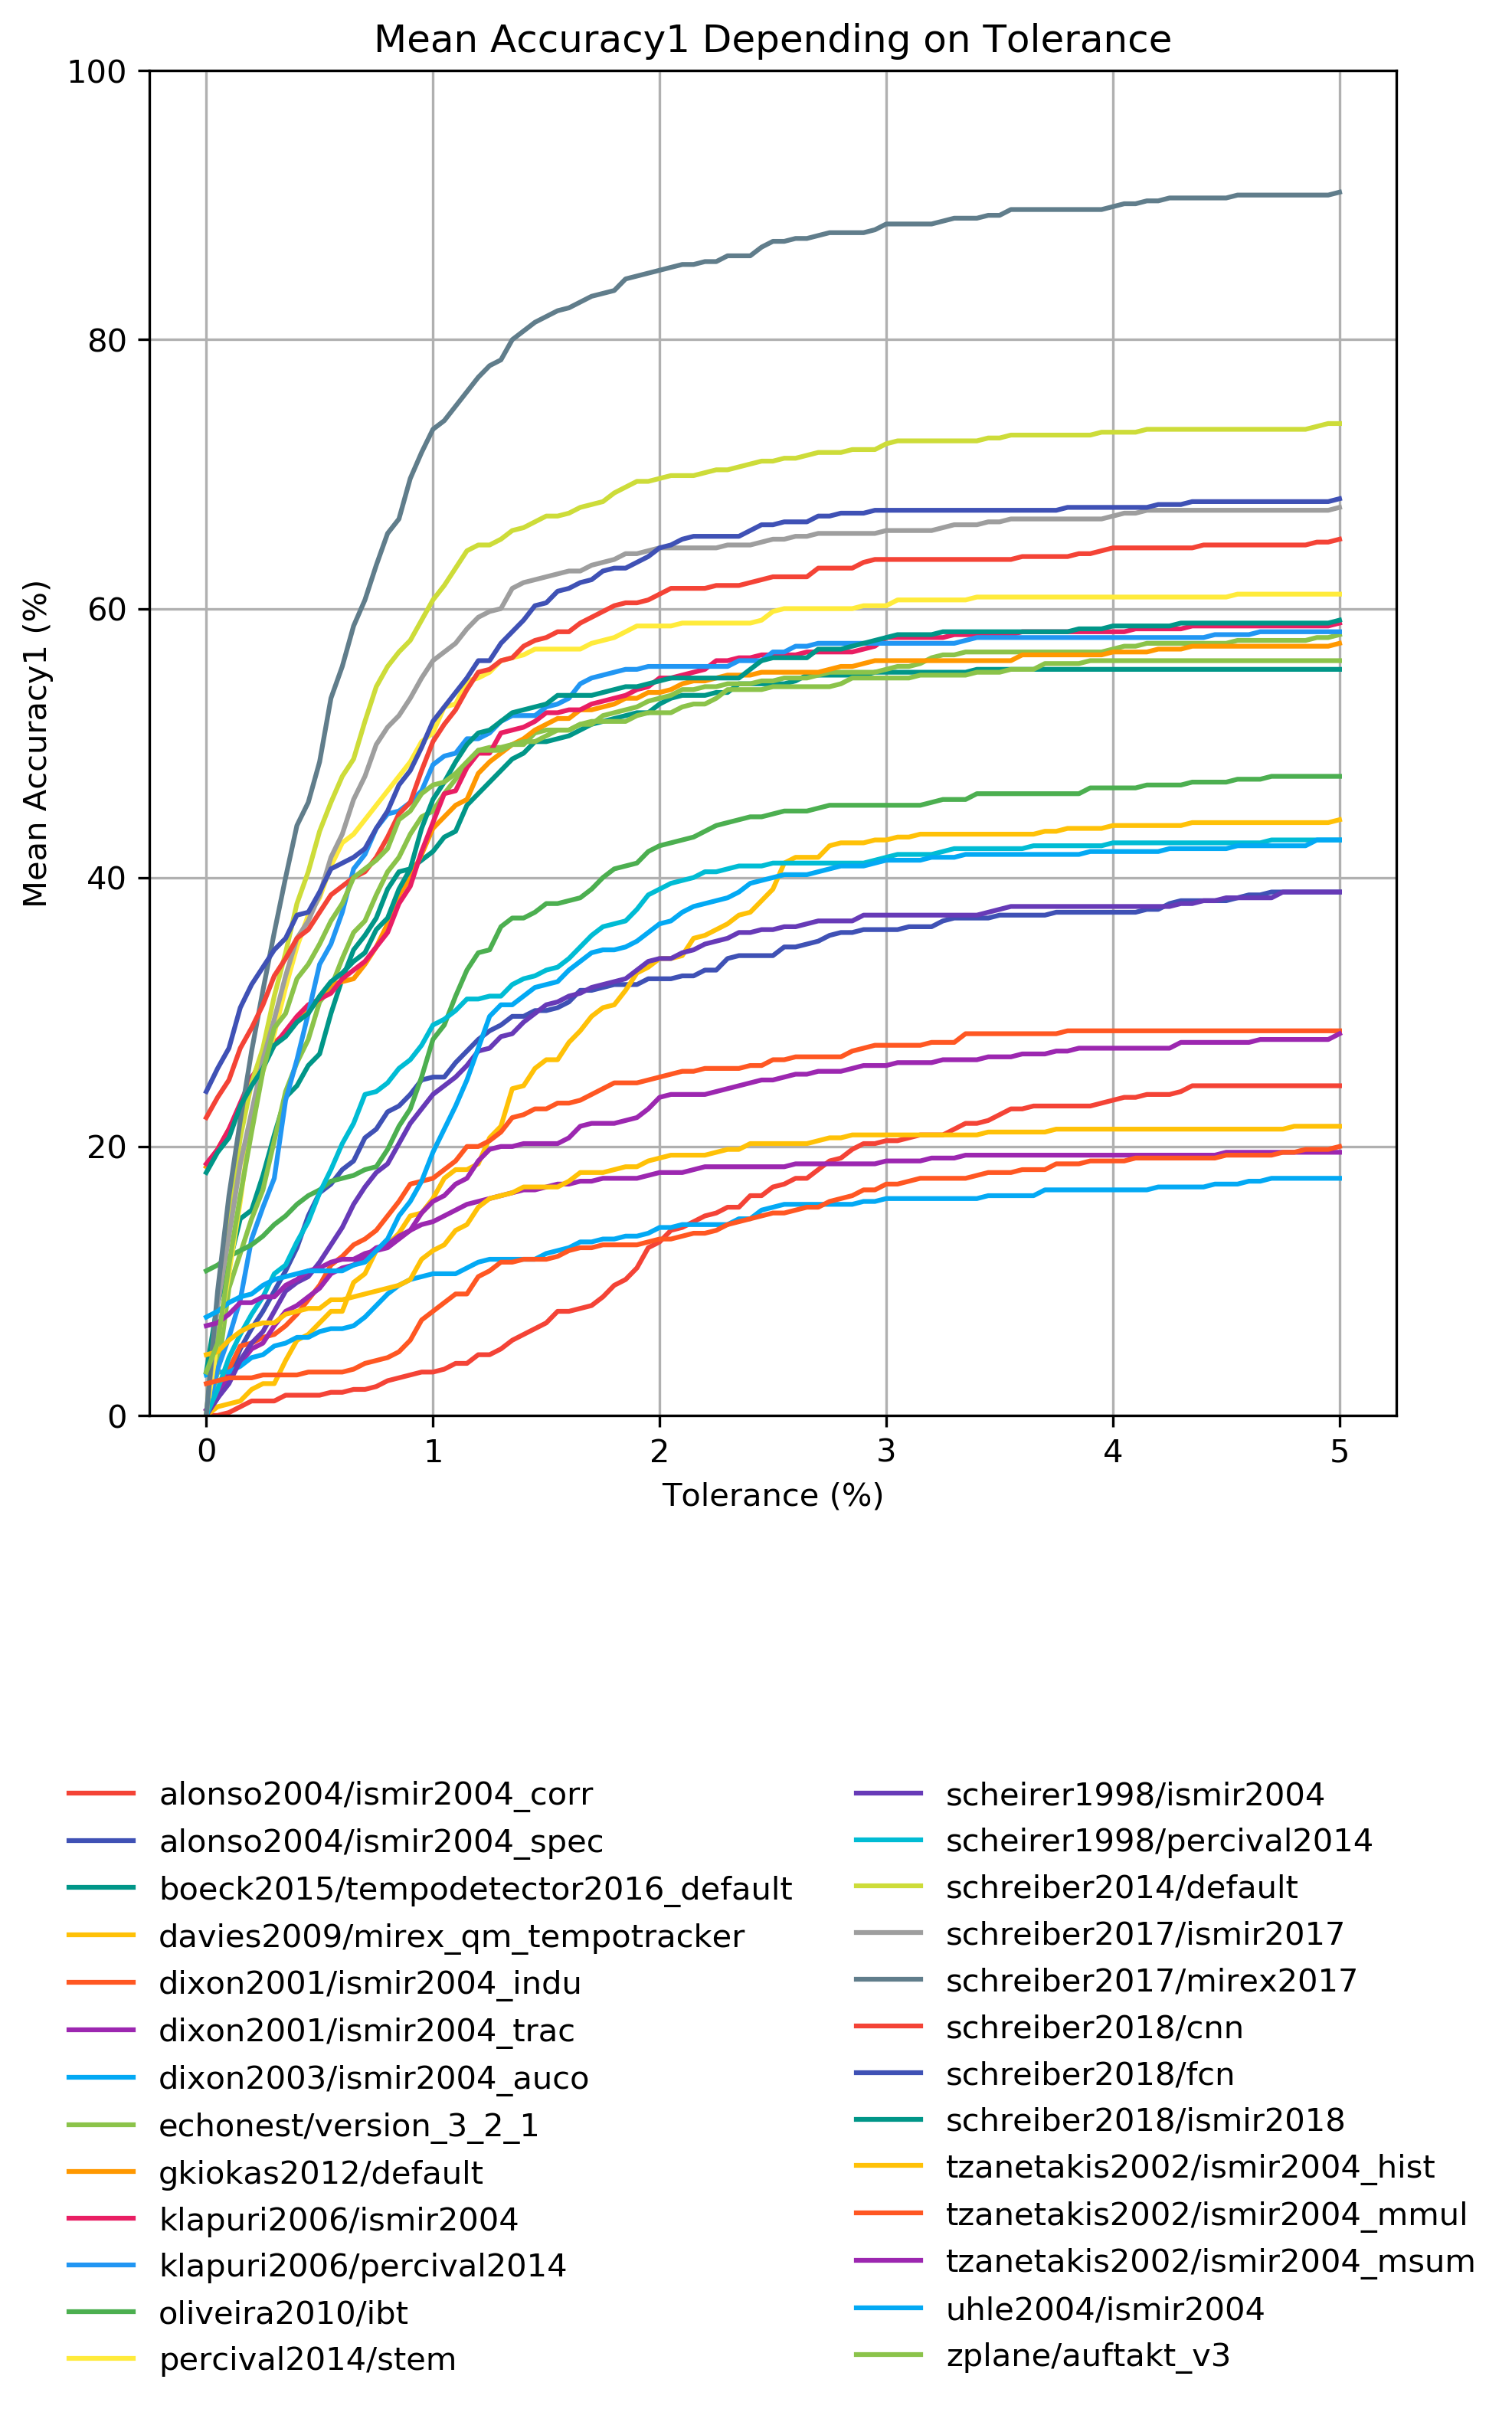 Mean Accuracy1 Depending on Tolerance
100
80
60
40
20
0
Mean Accuracy1 (%)
0 1 2 3 4 5
Tolerance (%)
alonso2004/ismir2004_corr
alonso2004/ismir2004_spec
boeck2015/tempodetector2016_default
davies2009/mirex_qm_tempotracker
dixon2001/ismir2004_indu
dixon2001/ismir2004_trac
dixon2003/ismir2004_auco
echonest/version_3_2_1
gkiokas2012/default
klapuri2006/ismir2004
klapuri2006/percival2014
oliveira2010/ibt
percival2014/stem
scheirer1998/ismir2004
scheirer1998/percival2014
schreiber2014/default
schreiber2017/ismir2017
schreiber2017/mirex2017
schreiber2018/cnn
schreiber2018/fcn
schreiber2018/ismir2018
tzanetakis2002/ismir2004_hist
tzanetakis2002/ismir2004_mmul
tzanetakis2002/ismir2004_msum
uhle2004/ismir2004
zplane/auftakt_v3